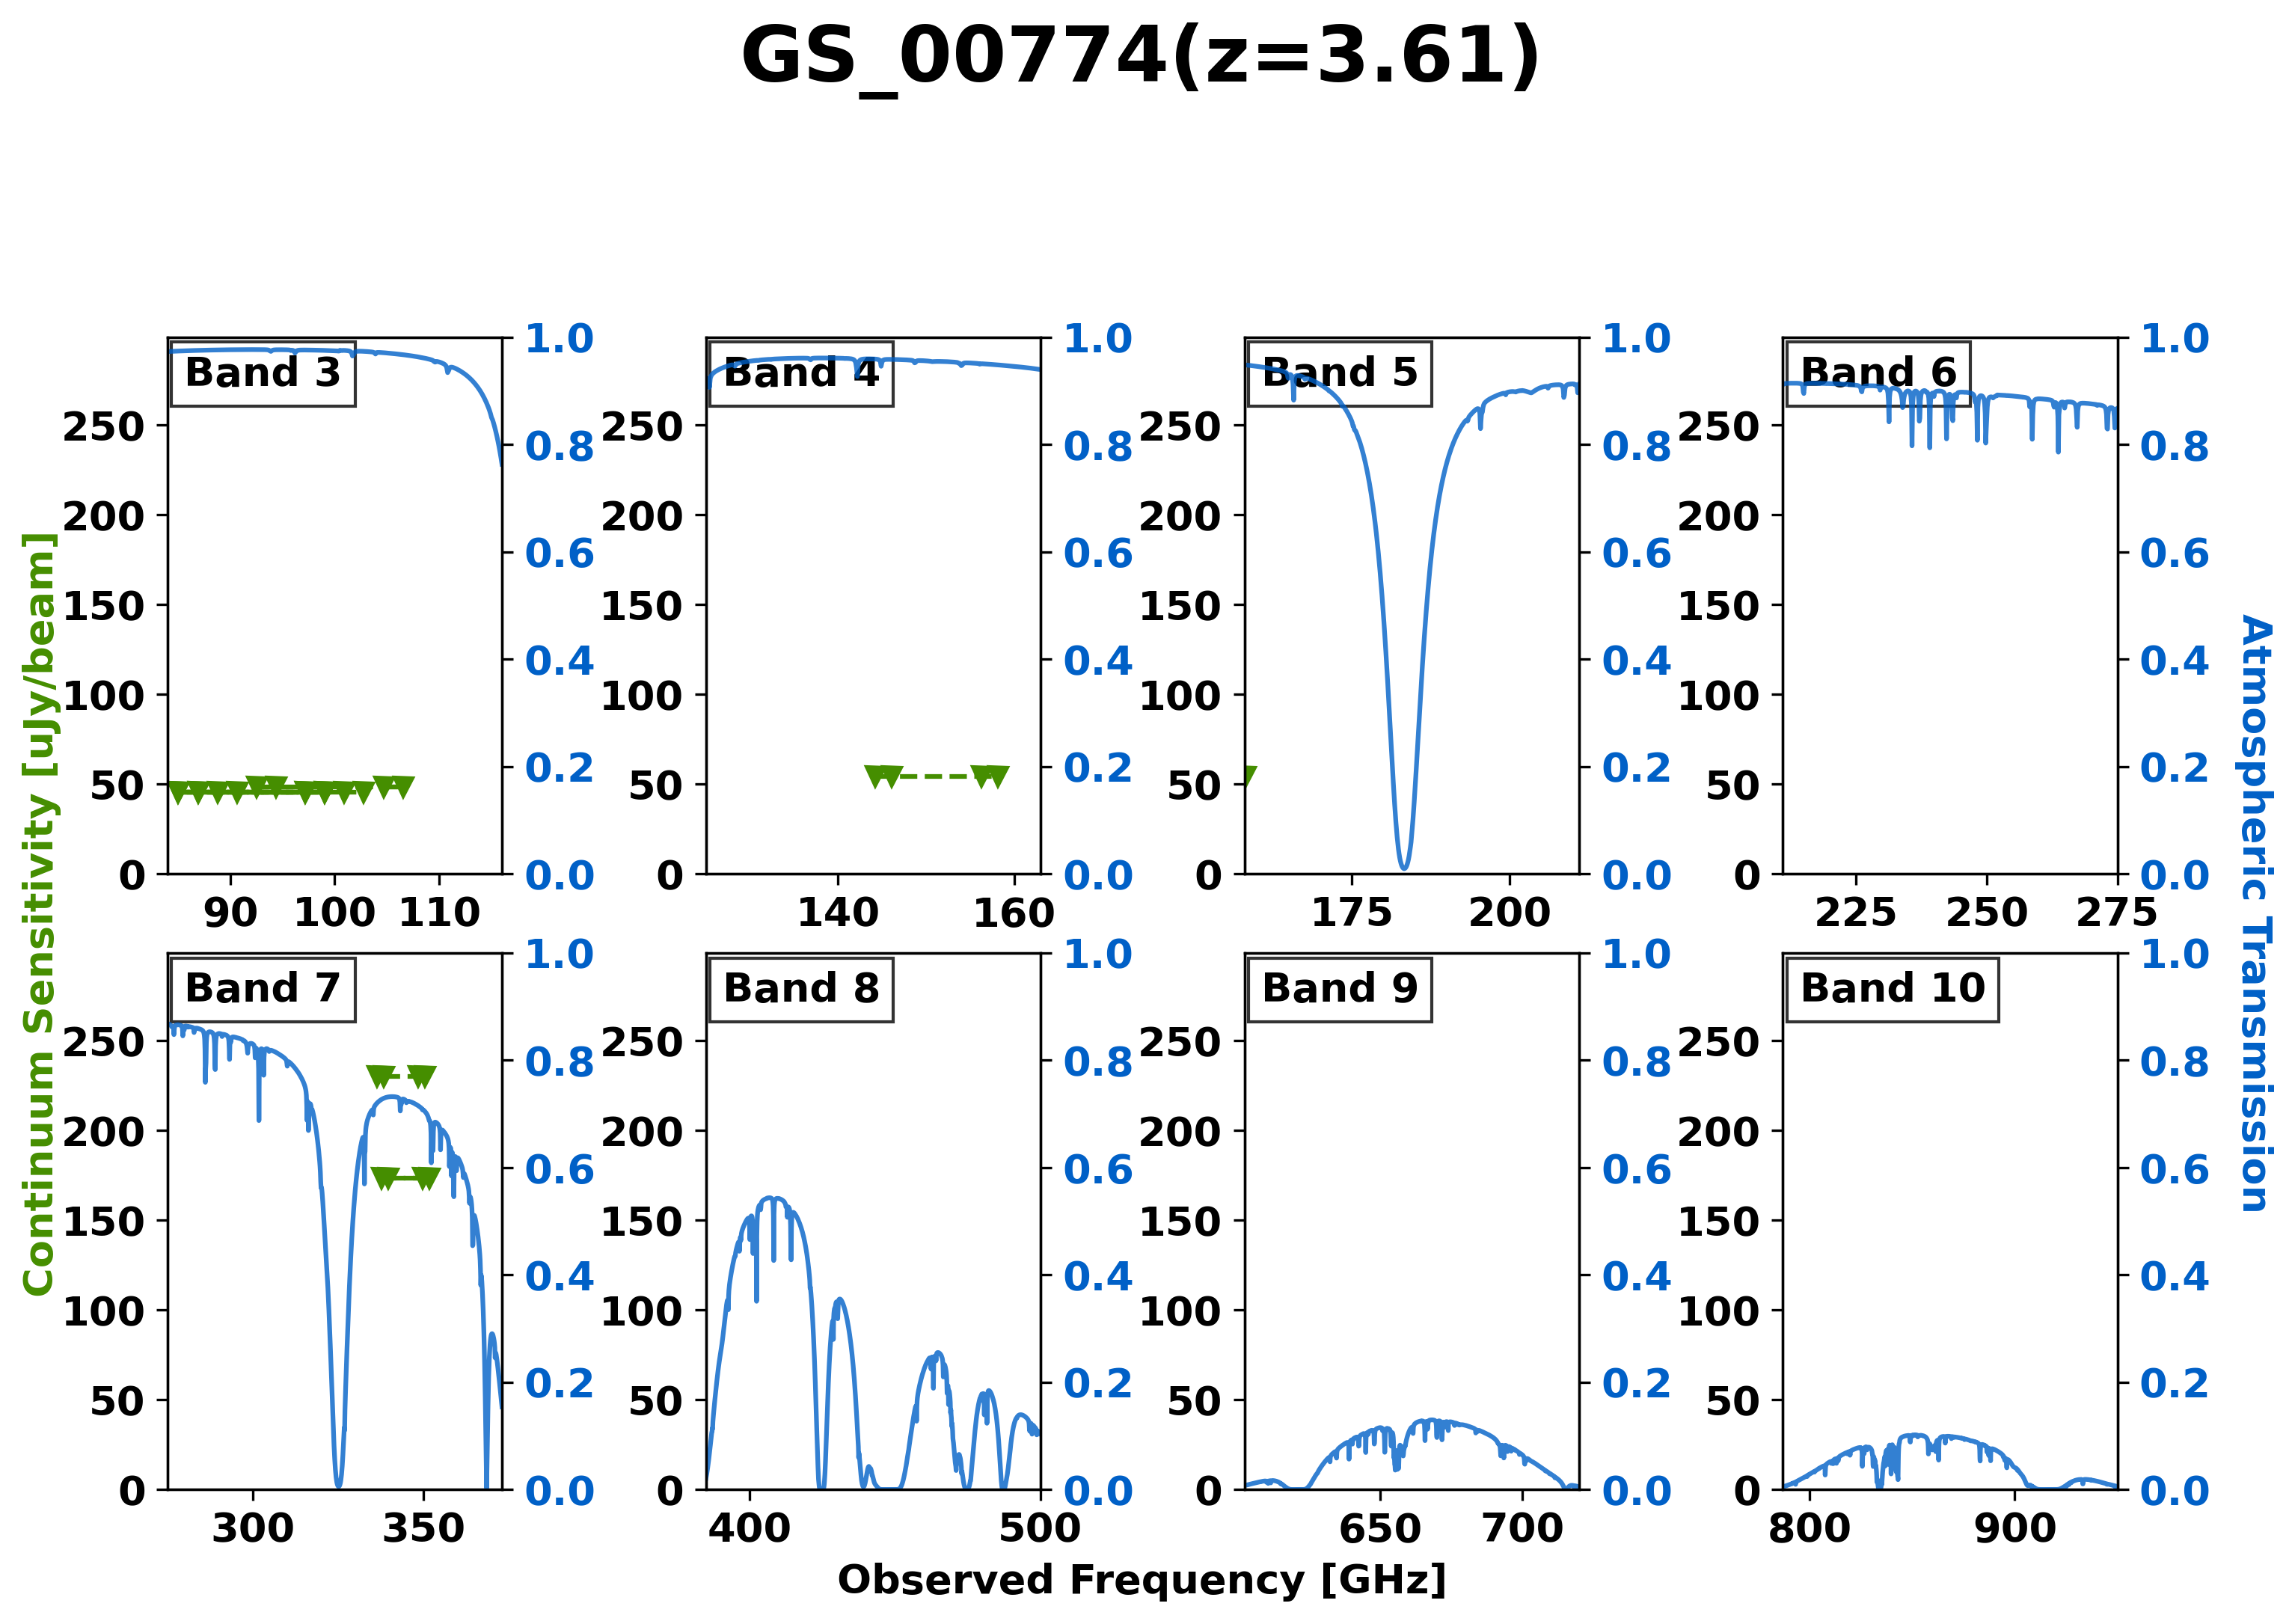 GS_00774(z=3.61)
Continuum Sensitivity [uJy/beam]
Atmospheric Transmission
Band 3
0 50 100 150 200 250
0.0 0.2 0.4 0.6 0.8 1.0
90 100 110
Band 4
0 50 100 150 200 250
0.0 0.2 0.4 0.6 0.8 1.0
140 160
Band 5
0 50 100 150 200 250
0.0 0.2 0.4 0.6 0.8 1.0
175 200
Band 6
0 50 100 150 200 250
0.0 0.2 0.4 0.6 0.8 1.0
225 250 275
Band 7
0 50 100 150 200 250
0.0 0.2 0.4 0.6 0.8 1.0
300 350
Band 8
0 50 100 150 200 250
0.0 0.2 0.4 0.6 0.8 1.0
400 500
Band 9
0 50 100 150 200 250
0.0 0.2 0.4 0.6 0.8 1.0
650 700
Band 10
0 50 100 150 200 250
0.0 0.2 0.4 0.6 0.8 1.0
800 900
Observed Frequency [GHz]